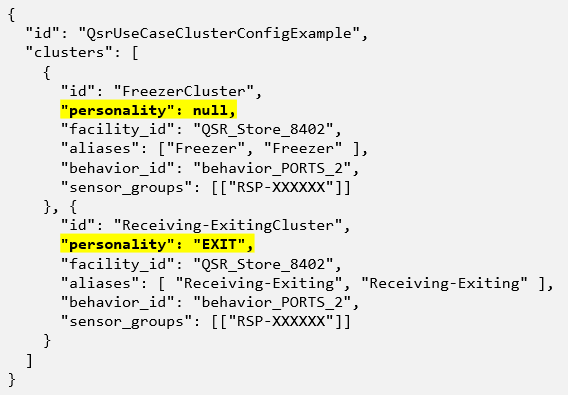 {
  "id": "QsrUseCaseClusterConfigExample",
  "clusters": [
    {
      "id": "FreezerCluster",
      "personality": null,
      "facility_id": "QSR_Store_8402",
      "aliases": ["Freezer", "Freezer" ],
      "behavior_id": "behavior_PORTS_2",
      "sensor_groups": [["RSP-XXXXXX"]]
    }, {
      "id": "Receiving-ExitingCluster",
      "personality": "EXIT",
      "facility_id": "QSR_Store_8402",
      "aliases": [ "Receiving-Exiting", "Receiving-Exiting" ],
      "behavior_id": "behavior_PORTS_2",
      "sensor_groups": [["RSP-XXXXXX"]]
    }
  ]
}